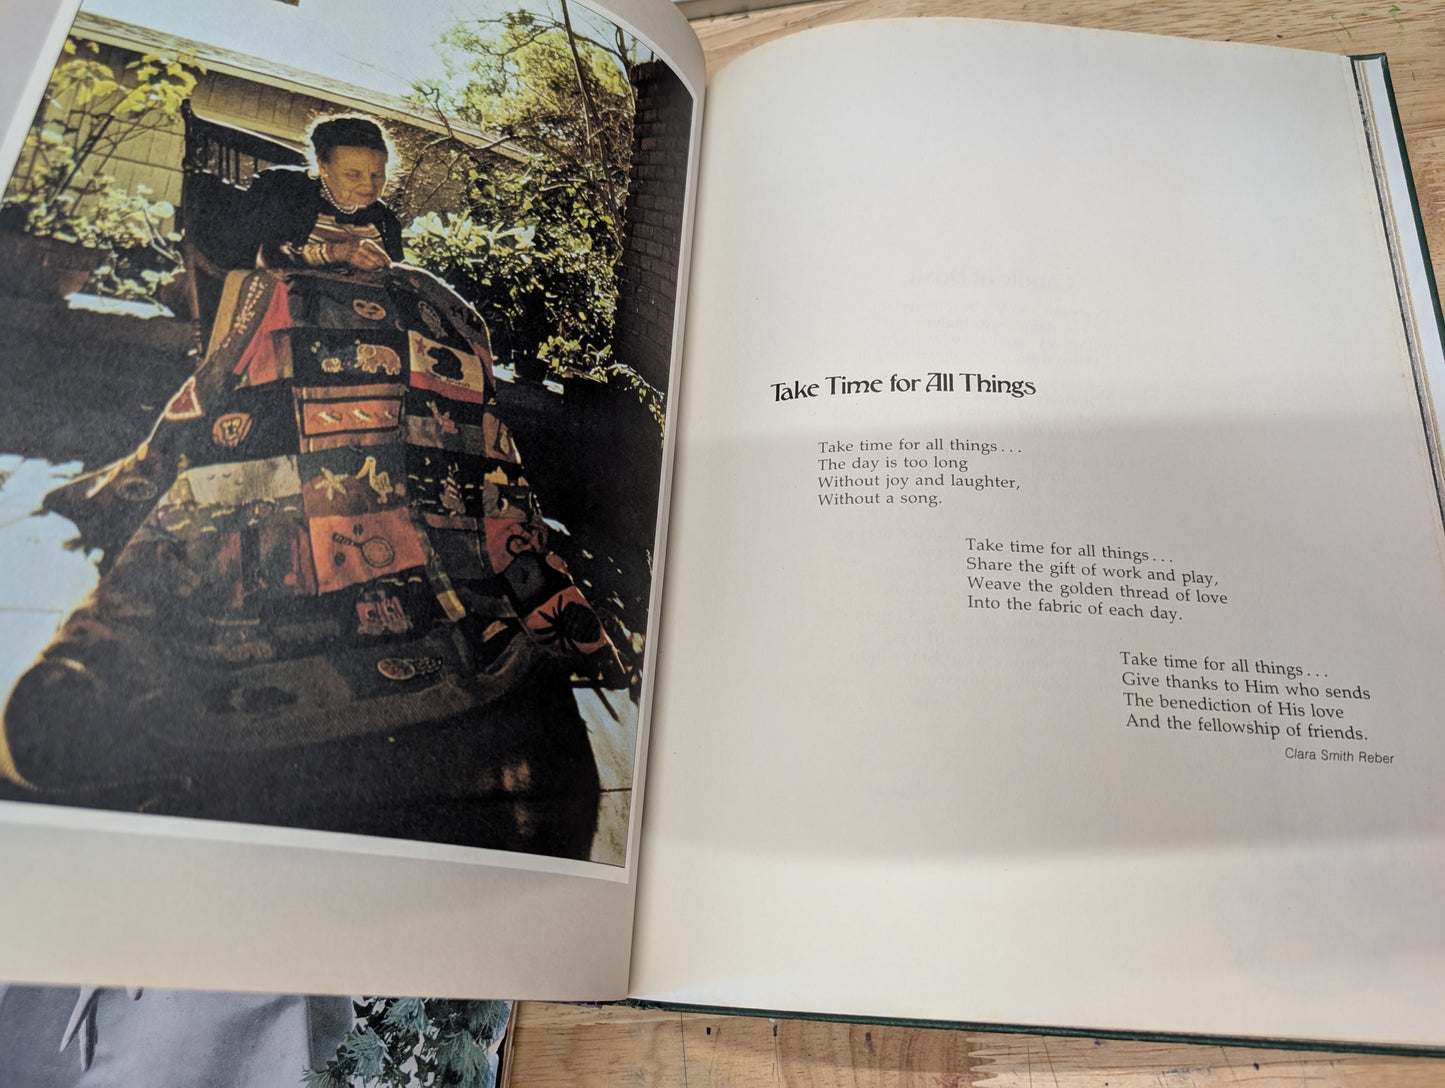 Take Time for All Things
Take time for all things . . .
The day is too long
Without joy and laughter,
Without a song.
Take time for all things . . .
Share the gift of work and play,
Weave the golden thread of love
Into the fabric of each day.
Take time for all things . . .
Give thanks to Him who sends
The benediction of His love
And the fellowship of friends.
Clara Smith Reber